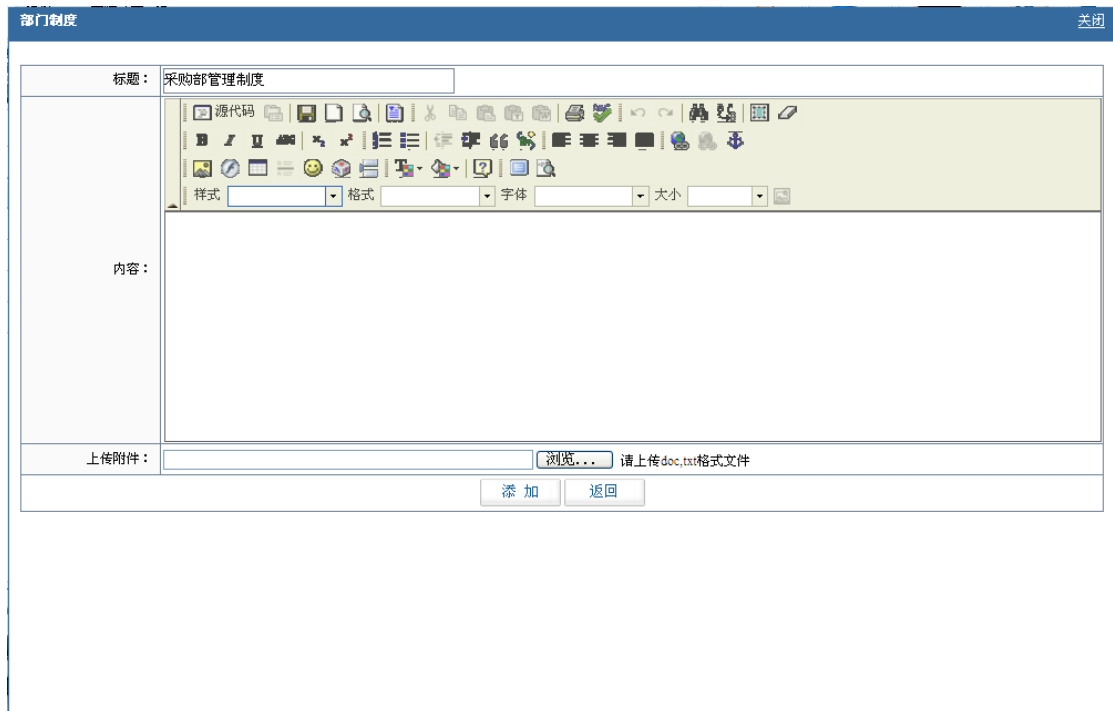 部门制度 关闭
标题： 采购部管理制度
源代码
B I U ABC
样式 格式 字体 大小
内容：
上传附件： 浏览... 请上传doc,txt格式文件
添 加 返回